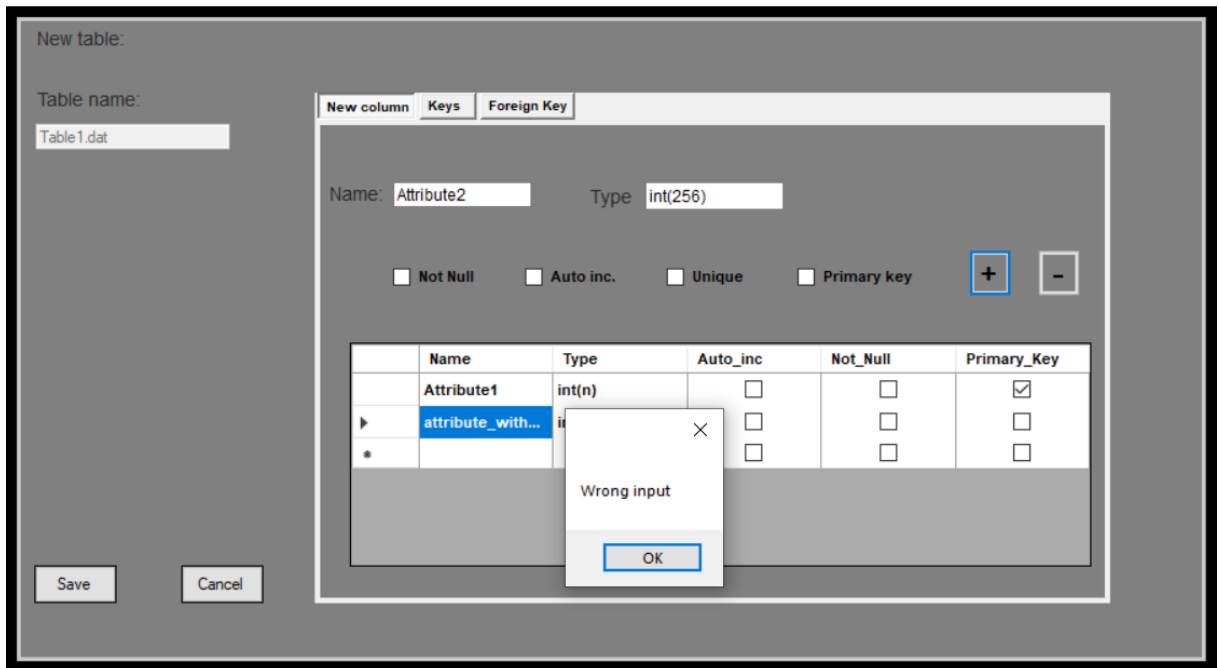 New table:
Table name:
Table1.dat
New column Keys Foreign Key
Name: Attribute2 Type int(256)
Not Null Auto inc. Unique Primary key + -
Name Type Auto_inc Not_Null Primary_Key
Attribute1 int(n)
attribute_with...
Wrong input
OK
Save Cancel